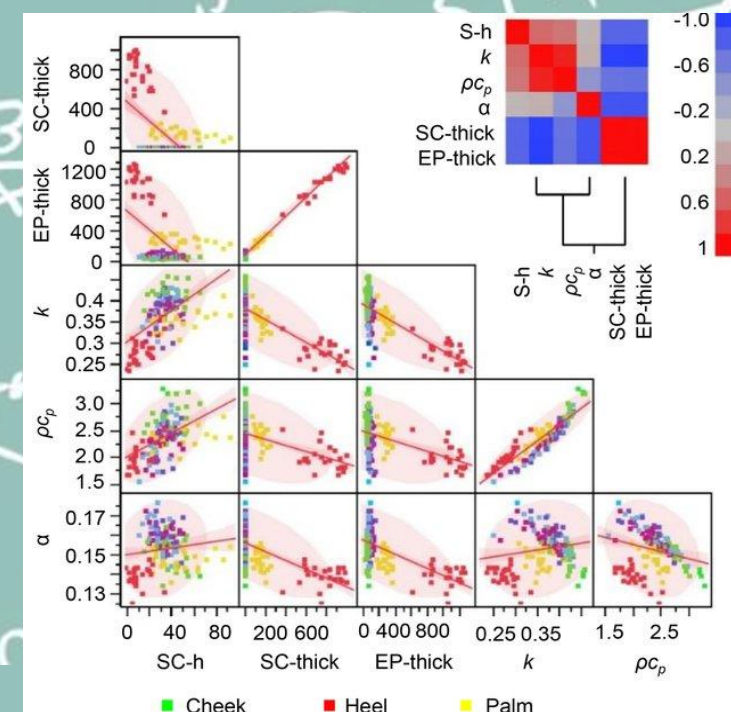 S-h
k
ρcₚ
α
SC-thick
EP-thick
-1.0
-0.6
-0.2
0.2
0.6
1
S-h k ρcₚ α SC-thick EP-thick
SC-thick
800
400
0
EP-thick
1200
800
400
0
k
0.4
0.35
0.3
0.25
ρcₚ
3.0
2.5
2.0
1.5
α
0.17
0.15
0.13
0 40 80 200 600 0 400 800 0.25 0.35 1.5 2.5
SC-h SC-thick EP-thick k ρcₚ
Cheek Heel Palm